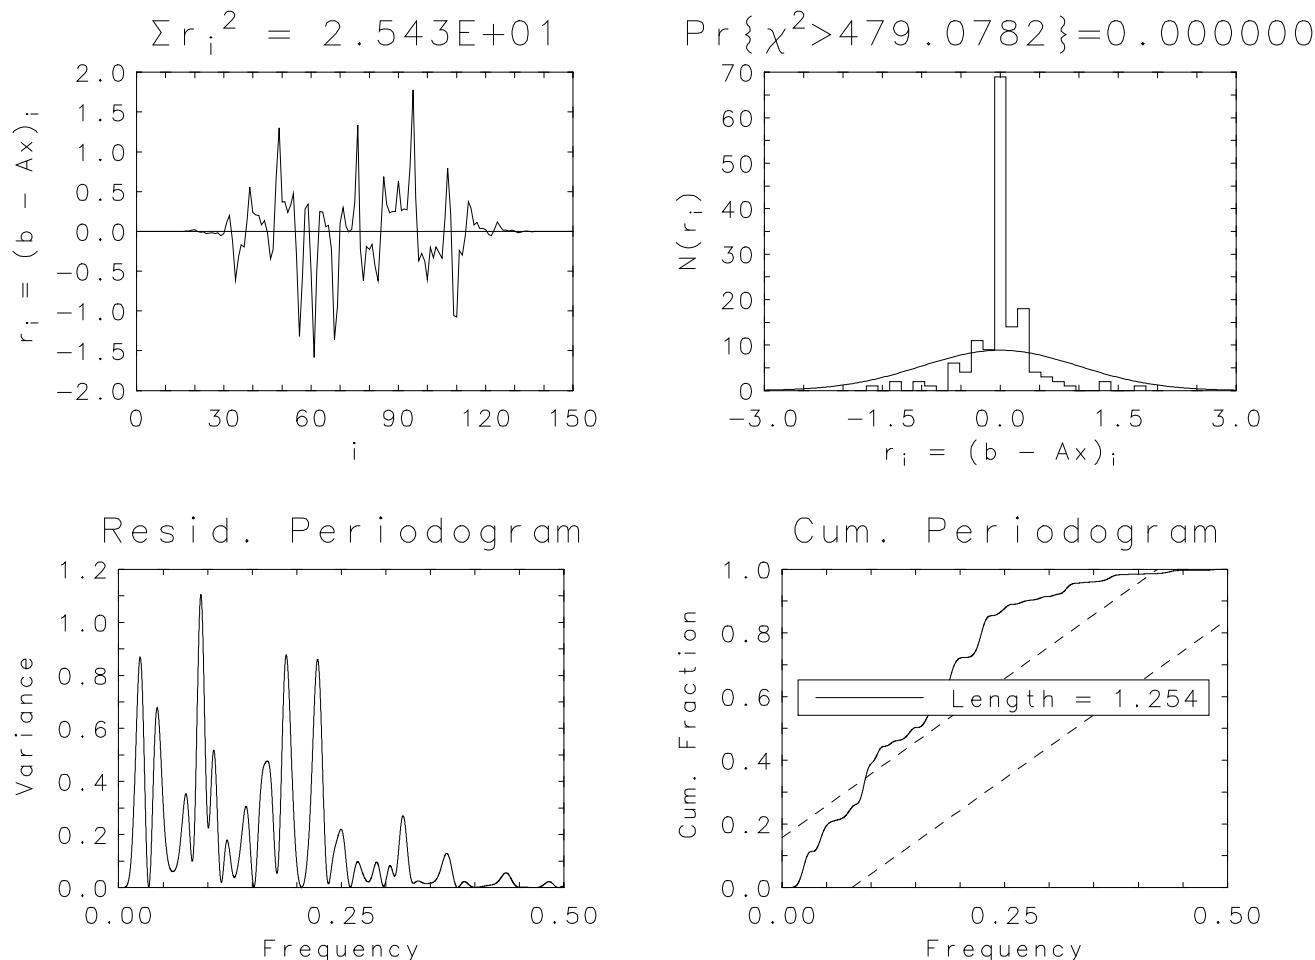 Σr_i² = 2.543E+01
2.0
1.5
1.0
0.5
0.0
−0.5
−1.0
−1.5
−2.0
r_i = (b − Ax)_i
0 30 60 90 120 150
i
Pr{χ²>479.0782}=0.000000
70
60
50
40
30
20
10
0
N(r_i)
−3.0 −1.5 0.0 1.5 3.0
r_i = (b − Ax)_i
Resid. Periodogram
1.2
1.0
0.8
0.6
0.4
0.2
0.0
Variance
0.00 0.25 0.50
Frequency
Cum. Periodogram
1.0
0.8
0.6
0.4
0.2
0.0
Cum. Fraction
Length = 1.254
0.00 0.25 0.50
Frequency